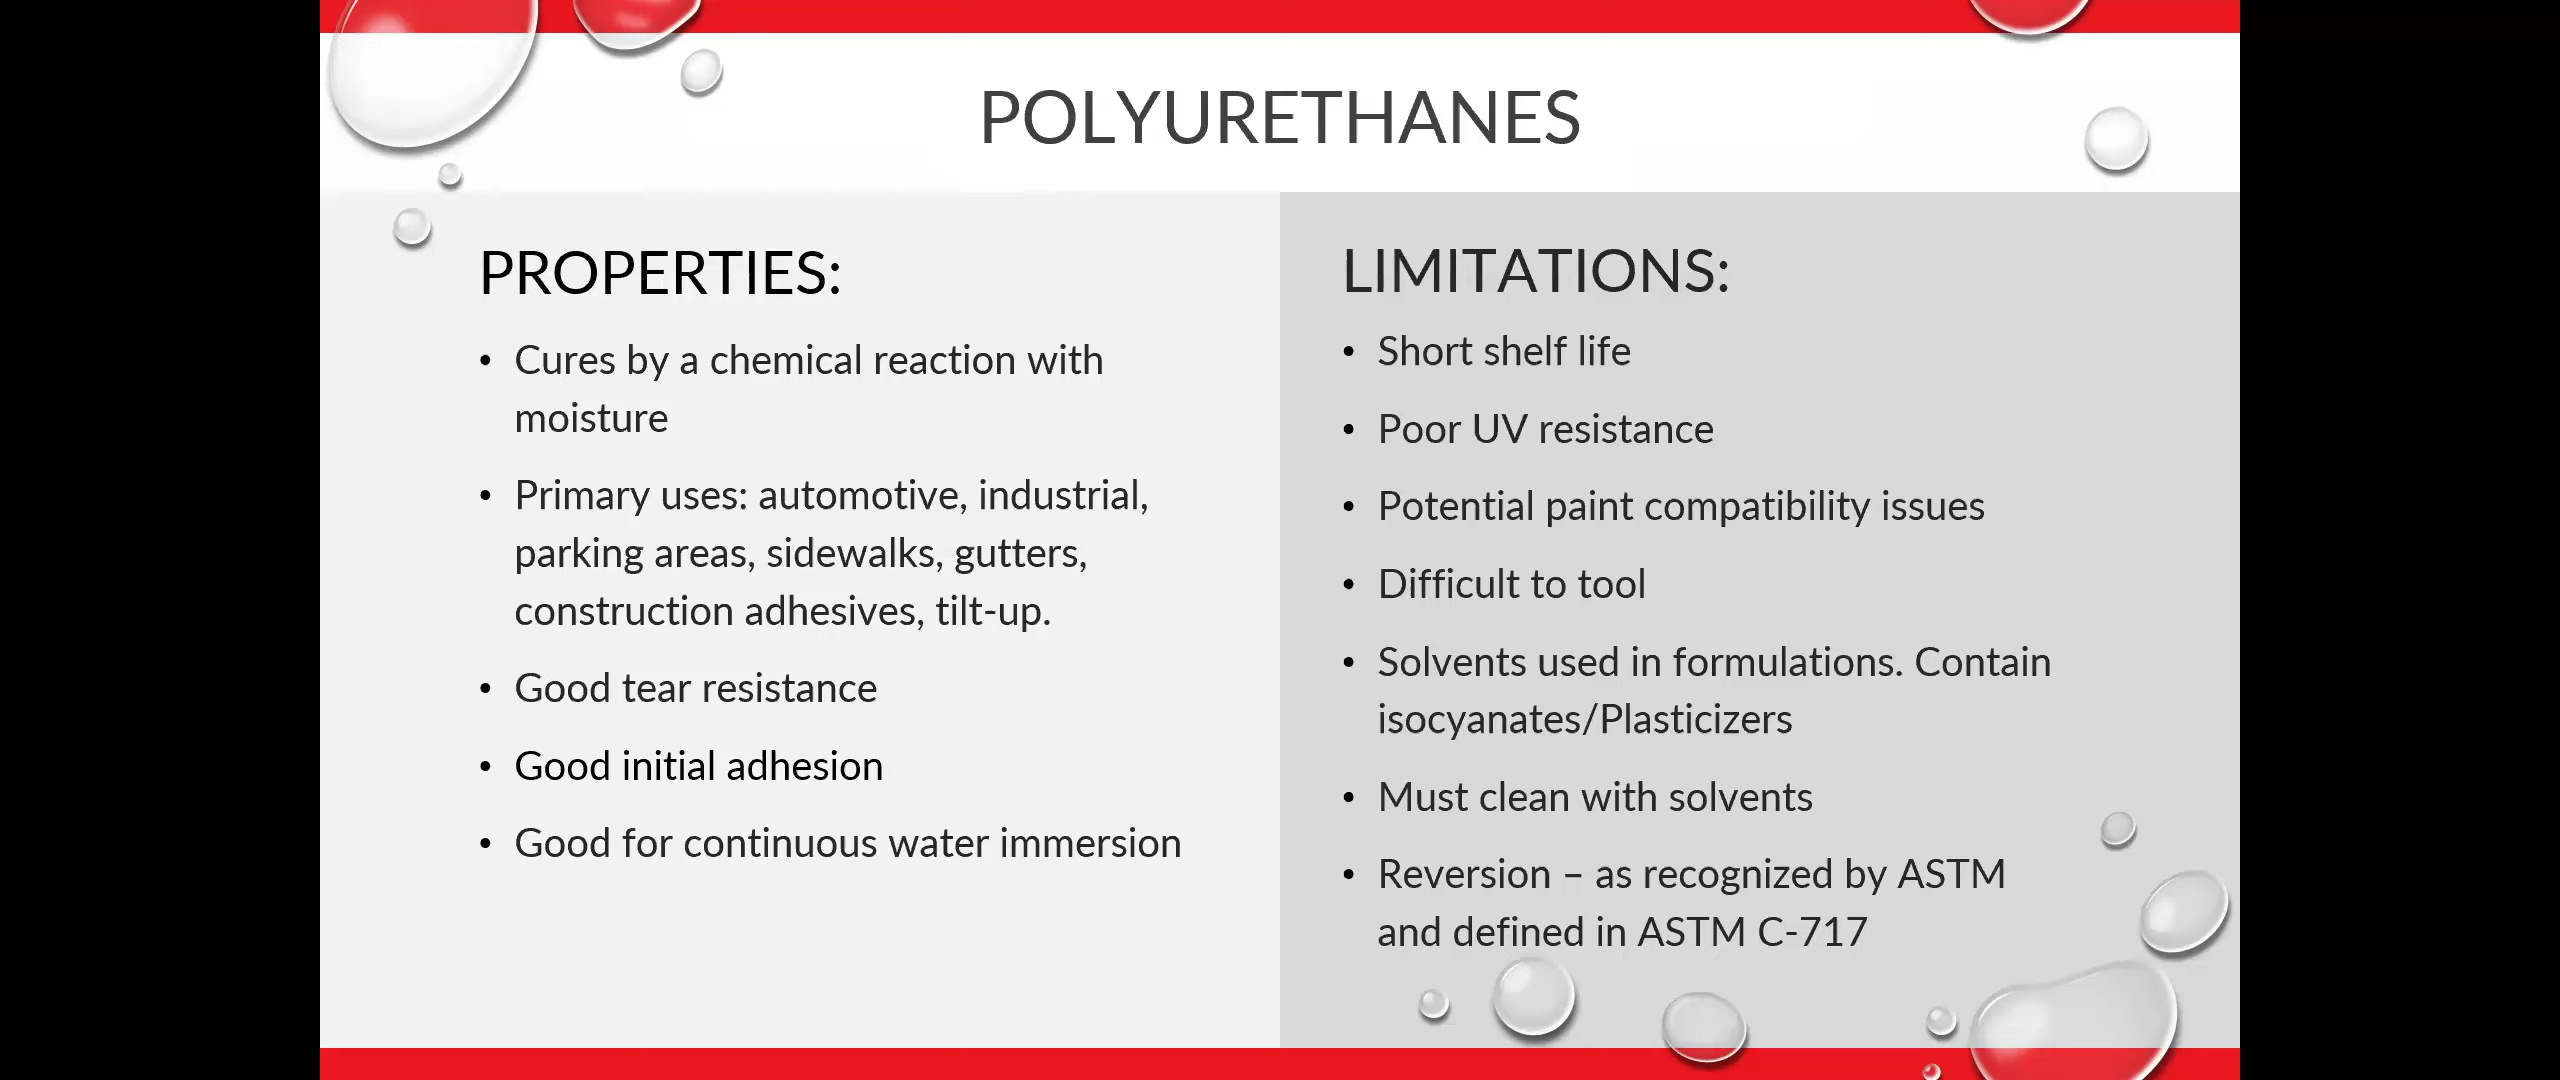 POLYURETHANES
PROPERTIES:
• Cures by a chemical reaction with
moisture
• Primary uses: automotive, industrial,
parking areas, sidewalks, gutters,
construction adhesives, tilt-up.
• Good tear resistance
• Good initial adhesion
• Good for continuous water immersion
LIMITATIONS:
• Short shelf life
• Poor UV resistance
• Potential paint compatibility issues
• Difficult to tool
• Solvents used in formulations. Contain
isocyanates/Plasticizers
• Must clean with solvents
• Reversion – as recognized by ASTM
and defined in ASTM C-717